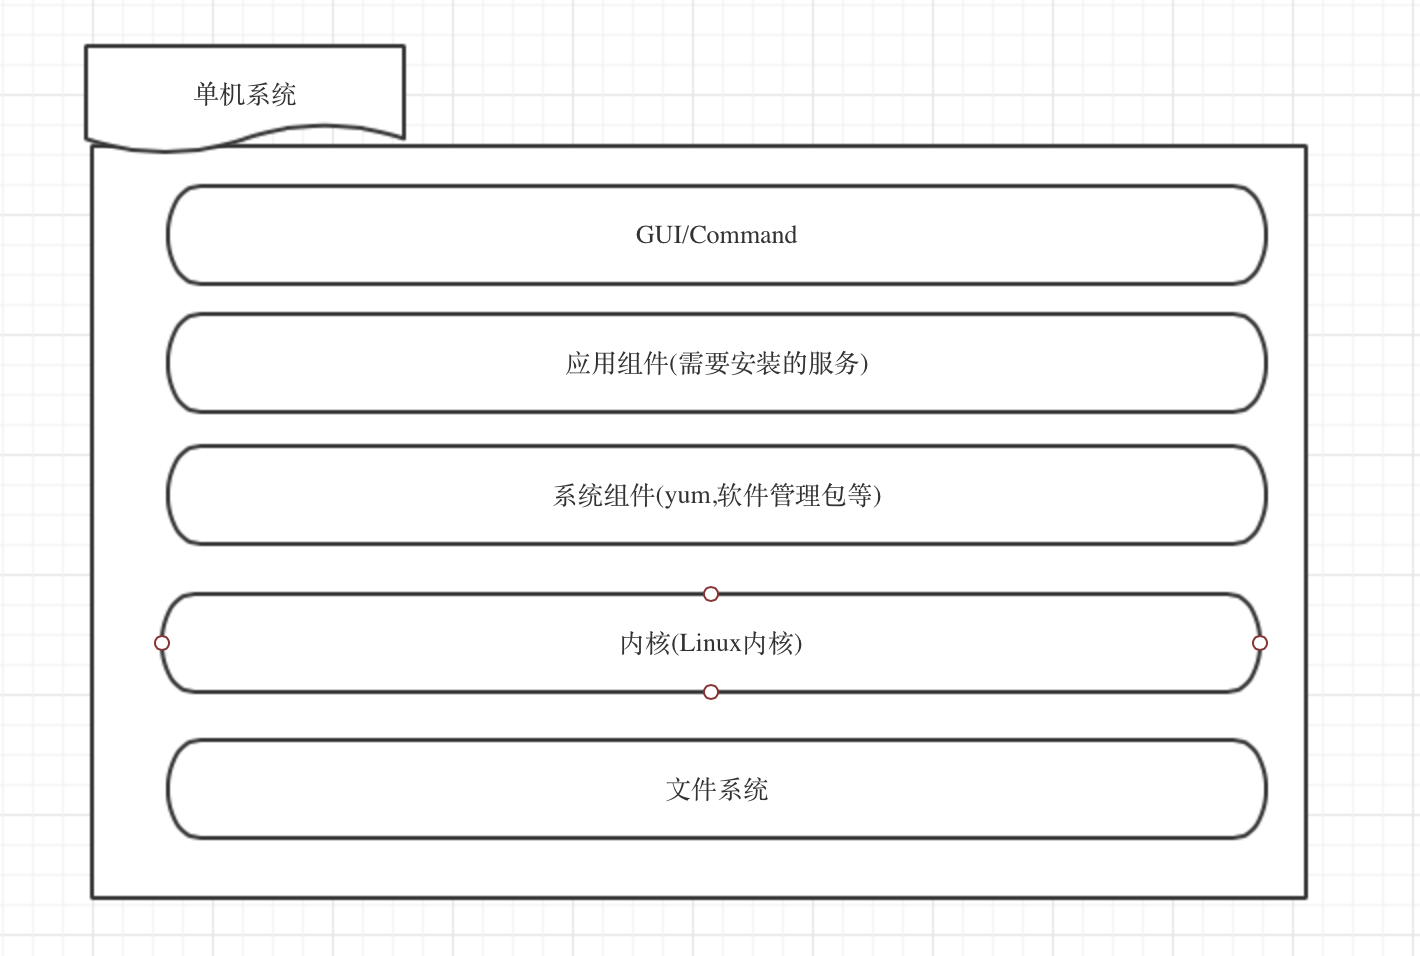 单机系统
GUI/Command
应用组件(需要安装的服务)
系统组件(yum,软件管理包等)
内核(Linux内核)
文件系统